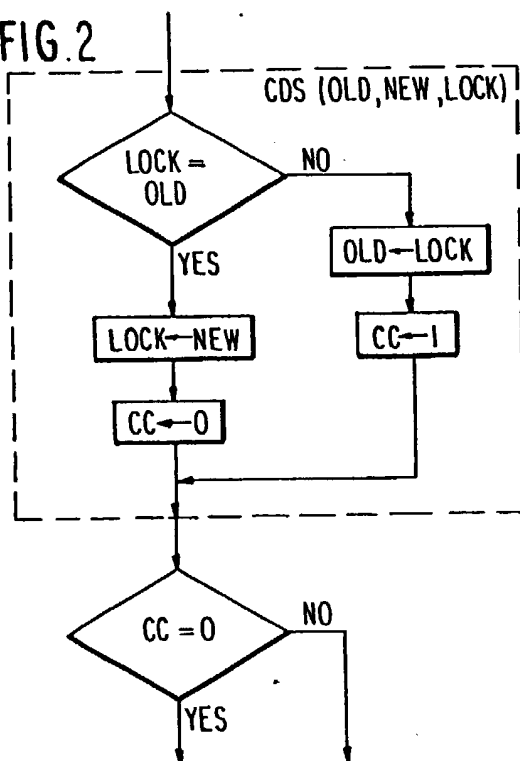 FIG.2
CDS (OLD,NEW,LOCK)
LOCK =
OLD
NO
YES
OLD←LOCK
LOCK←NEW
CC←1
CC←0
CC = 0
NO
YES